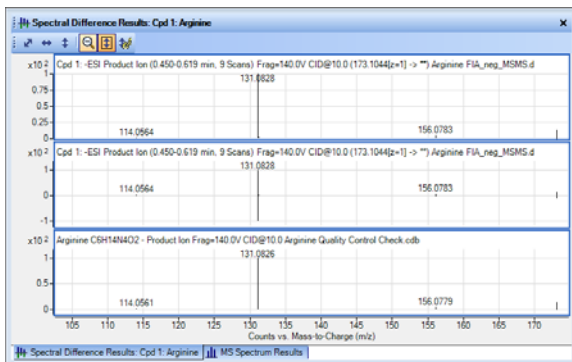 Spectral Difference Results: Cpd 1: Arginine
x10 2 Cpd 1: -ESI Product Ion (0.450-0.619 min, 9 Scans) Frag=140.0V CID@10.0 (173.1044[z=1] -> **) Arginine FIA_neg_MSMS.d
131.0828
1
0.75
0.5
0.25
0
114.0564
156.0783
x10 2 Cpd 1: -ESI Product Ion (0.450-0.619 min, 9 Scans) Frag=140.0V CID@10.0 (173.1044[z=1] -> **) Arginine FIA_neg_MSMS.d
131.0828
1
0
-1
114.0564
156.0783
x10 2 Arginine C6H14N4O2 - Product Ion Frag=140.0V CID@10.0 Arginine Quality Control Check.cdb
131.0826
1
0.5
0
114.0561
156.0779
105 110 115 120 125 130 135 140 145 150 155 160 165 170
Counts vs. Mass-to-Charge (m/z)
Spectral Difference Results: Cpd 1: Arginine MS Spectrum Results